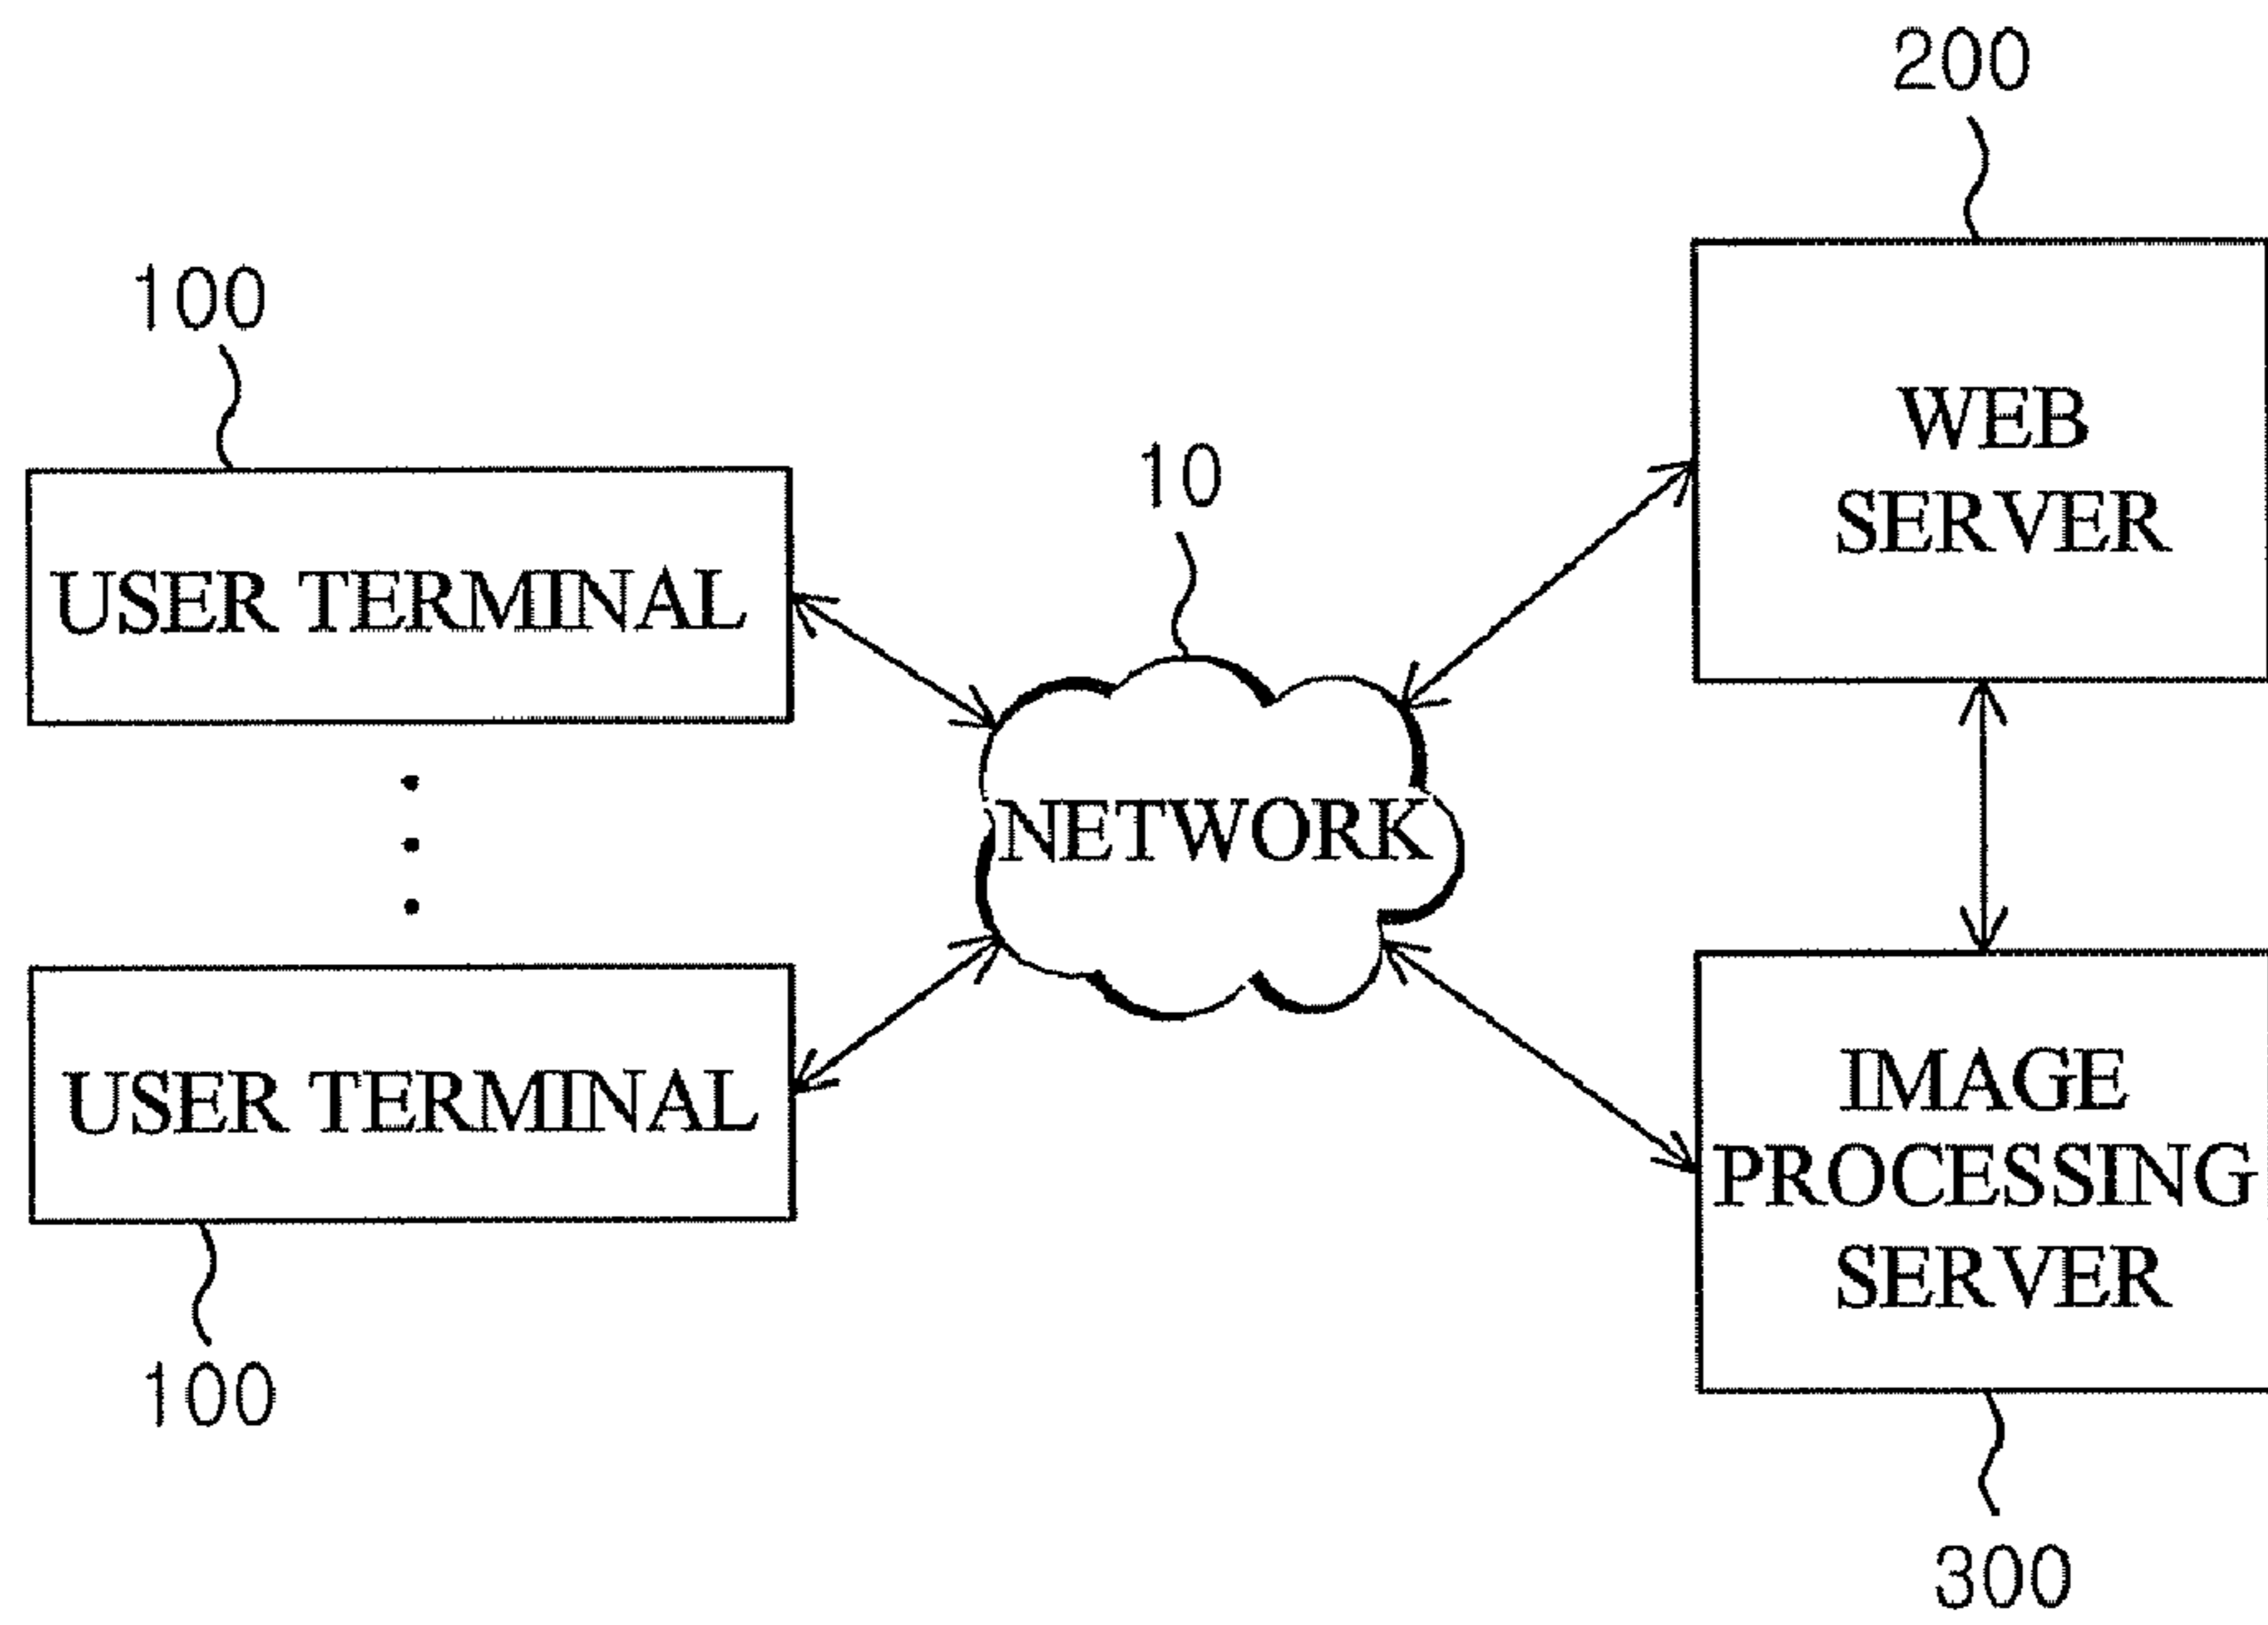 200
100
WEB
SERVER
10
USER TERMINAL
NETWORK
USER TERMINAL
IMAGE
PROCESSING
SERVER
100
300